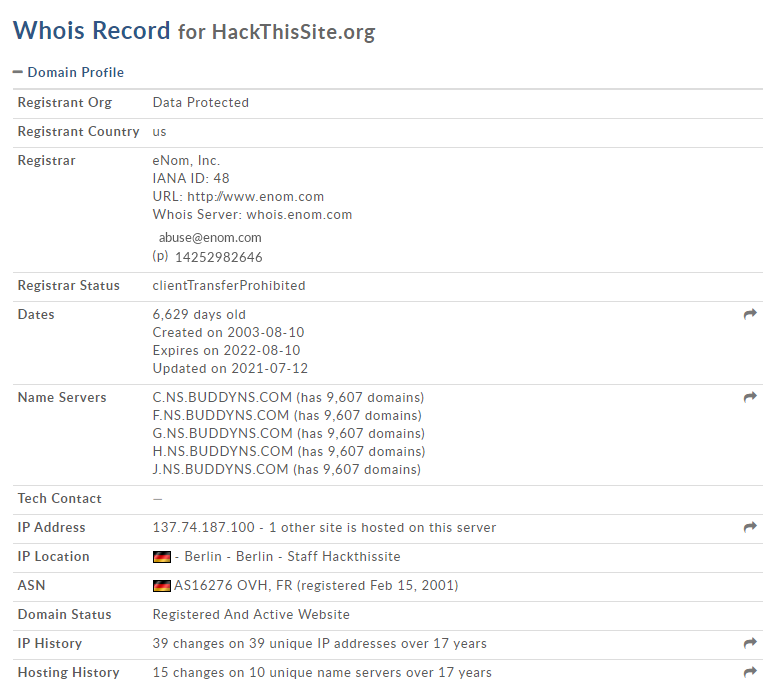 Whois Record for HackThisSite.org
Domain Profile
Registrant Org Data Protected
Registrant Country us
Registrar eNom, Inc.
IANA ID: 48
URL: http://www.enom.com
Whois Server: whois.enom.com
abuse@enom.com
(p) 14252982646
Registrar Status clientTransferProhibited
Dates 6,629 days old
Created on 2003-08-10
Expires on 2022-08-10
Updated on 2021-07-12
Name Servers C.NS.BUDDYNS.COM (has 9,607 domains)
F.NS.BUDDYNS.COM (has 9,607 domains)
G.NS.BUDDYNS.COM (has 9,607 domains)
H.NS.BUDDYNS.COM (has 9,607 domains)
J.NS.BUDDYNS.COM (has 9,607 domains)
Tech Contact —
IP Address 137.74.187.100 - 1 other site is hosted on this server
IP Location - Berlin - Berlin - Staff Hackthissite
ASN AS16276 OVH, FR (registered Feb 15, 2001)
Domain Status Registered And Active Website
IP History 39 changes on 39 unique IP addresses over 17 years
Hosting History 15 changes on 10 unique name servers over 17 years